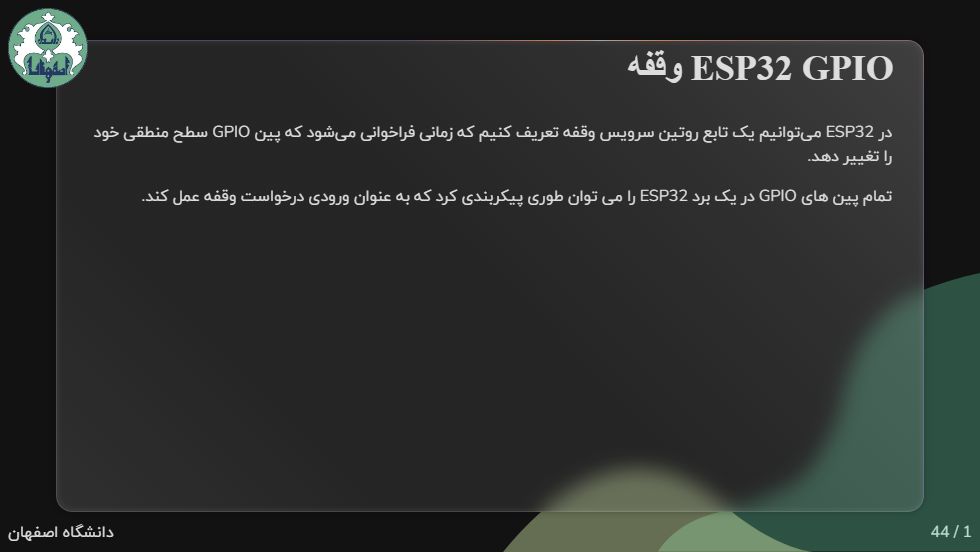 ESP32 GPIO وقفه
در ESP32 می‌توانیم یک تابع روتین سرویس وقفه تعریف کنیم که زمانی فراخوانی می‌شود که پین GPIO سطح منطقی خود
را تغییر دهد.
تمام پین های GPIO در یک برد ESP32 را می توان طوری پیکربندی کرد که به عنوان ورودی درخواست وقفه عمل کند.
دانشگاه اصفهان
44 / 1